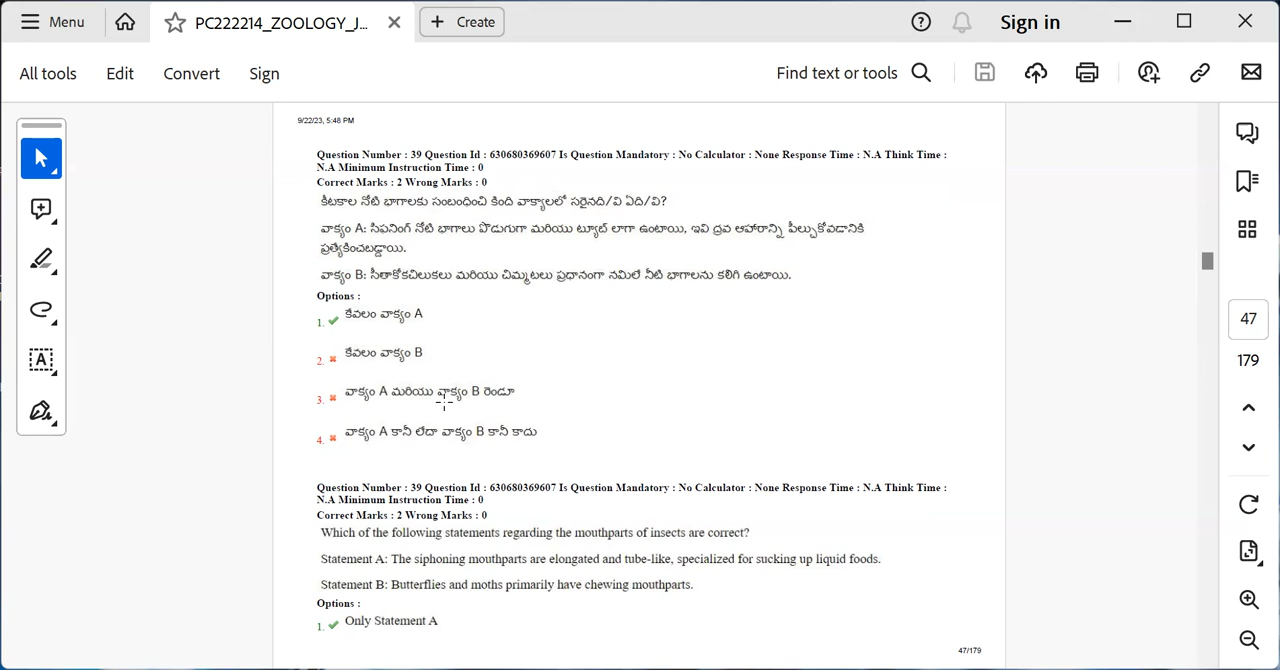 Menu
PC222214_ZOOLOGY_J...
Create
Sign in
All tools
Edit
Convert
Sign
Find text or tools
9/22/23, 5:48 PM
Question Number : 39 Question Id : 630680369607 Is Question Mandatory : No Calculator : None Response Time : N.A Think Time :
N.A Minimum Instruction Time : 0
Correct Marks : 2 Wrong Marks : 0
కీటకాల నోటి భాగాలకు సంబంధించి కింది వాక్యాలలో సరైనది/వి ఏది/వి?
వాక్యం A: సిఫనింగ్ నోటి భాగాలు పొడుగుగా మరియు ట్యూబ్ లాగా ఉంటాయి, ఇవి ద్రవ ఆహారాన్ని పీల్చుకోవడానికి
ప్రత్యేకించబడ్డాయి.
వాక్యం B: సీతాకోకచిలుకలు మరియు చిమ్మటలు ప్రధానంగా నమిలే నీటి భాగాలను కలిగి ఉంటాయి.
Options :
1. కేవలం వాక్యం A
2. కేవలం వాక్యం B
3. వాక్యం A మరియు వాక్యం B రెండూ
4. వాక్యం A కానీ లేదా వాక్యం B కానీ కాదు
Question Number : 39 Question Id : 630680369607 Is Question Mandatory : No Calculator : None Response Time : N.A Think Time :
N.A Minimum Instruction Time : 0
Correct Marks : 2 Wrong Marks : 0
Which of the following statements regarding the mouthparts of insects are correct?
Statement A: The siphoning mouthparts are elongated and tube-like, specialized for sucking up liquid foods.
Statement B: Butterflies and moths primarily have chewing mouthparts.
Options :
1. Only Statement A
47/179
47
179